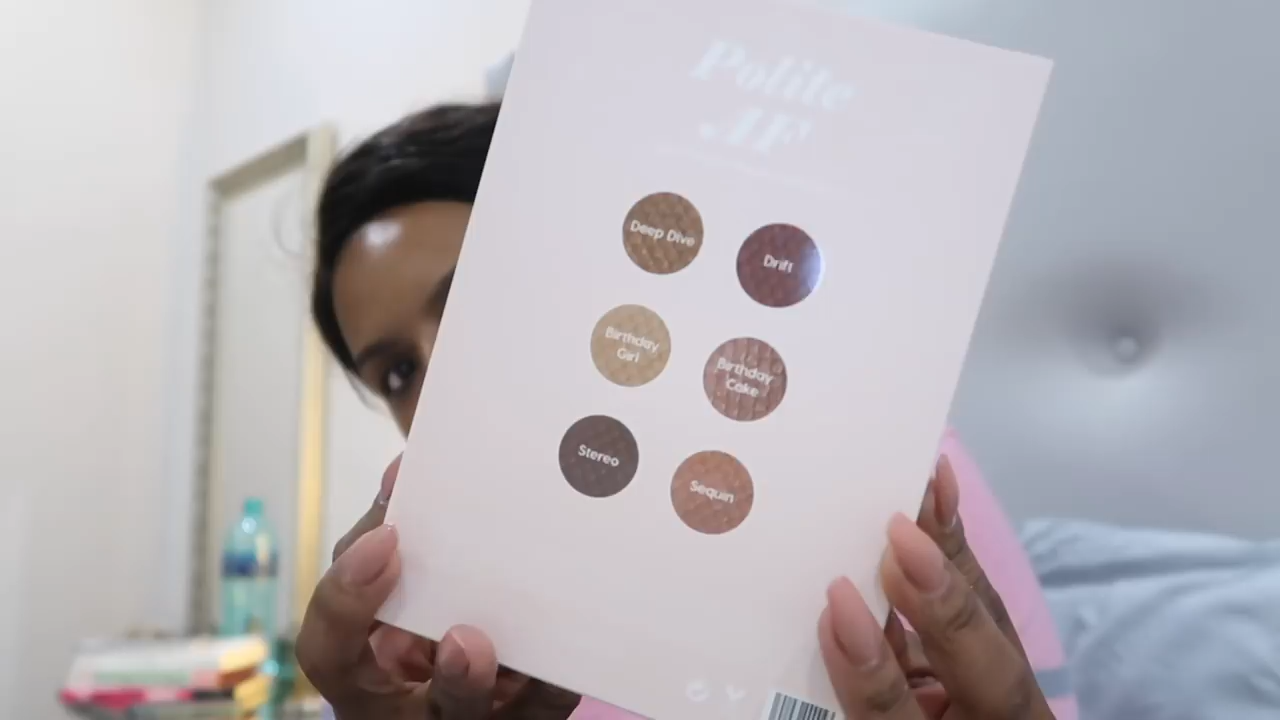 Polite
AF
Deep Dive
Drift
Birthday
Girl
Birthday
Cake
Stereo
Sequin